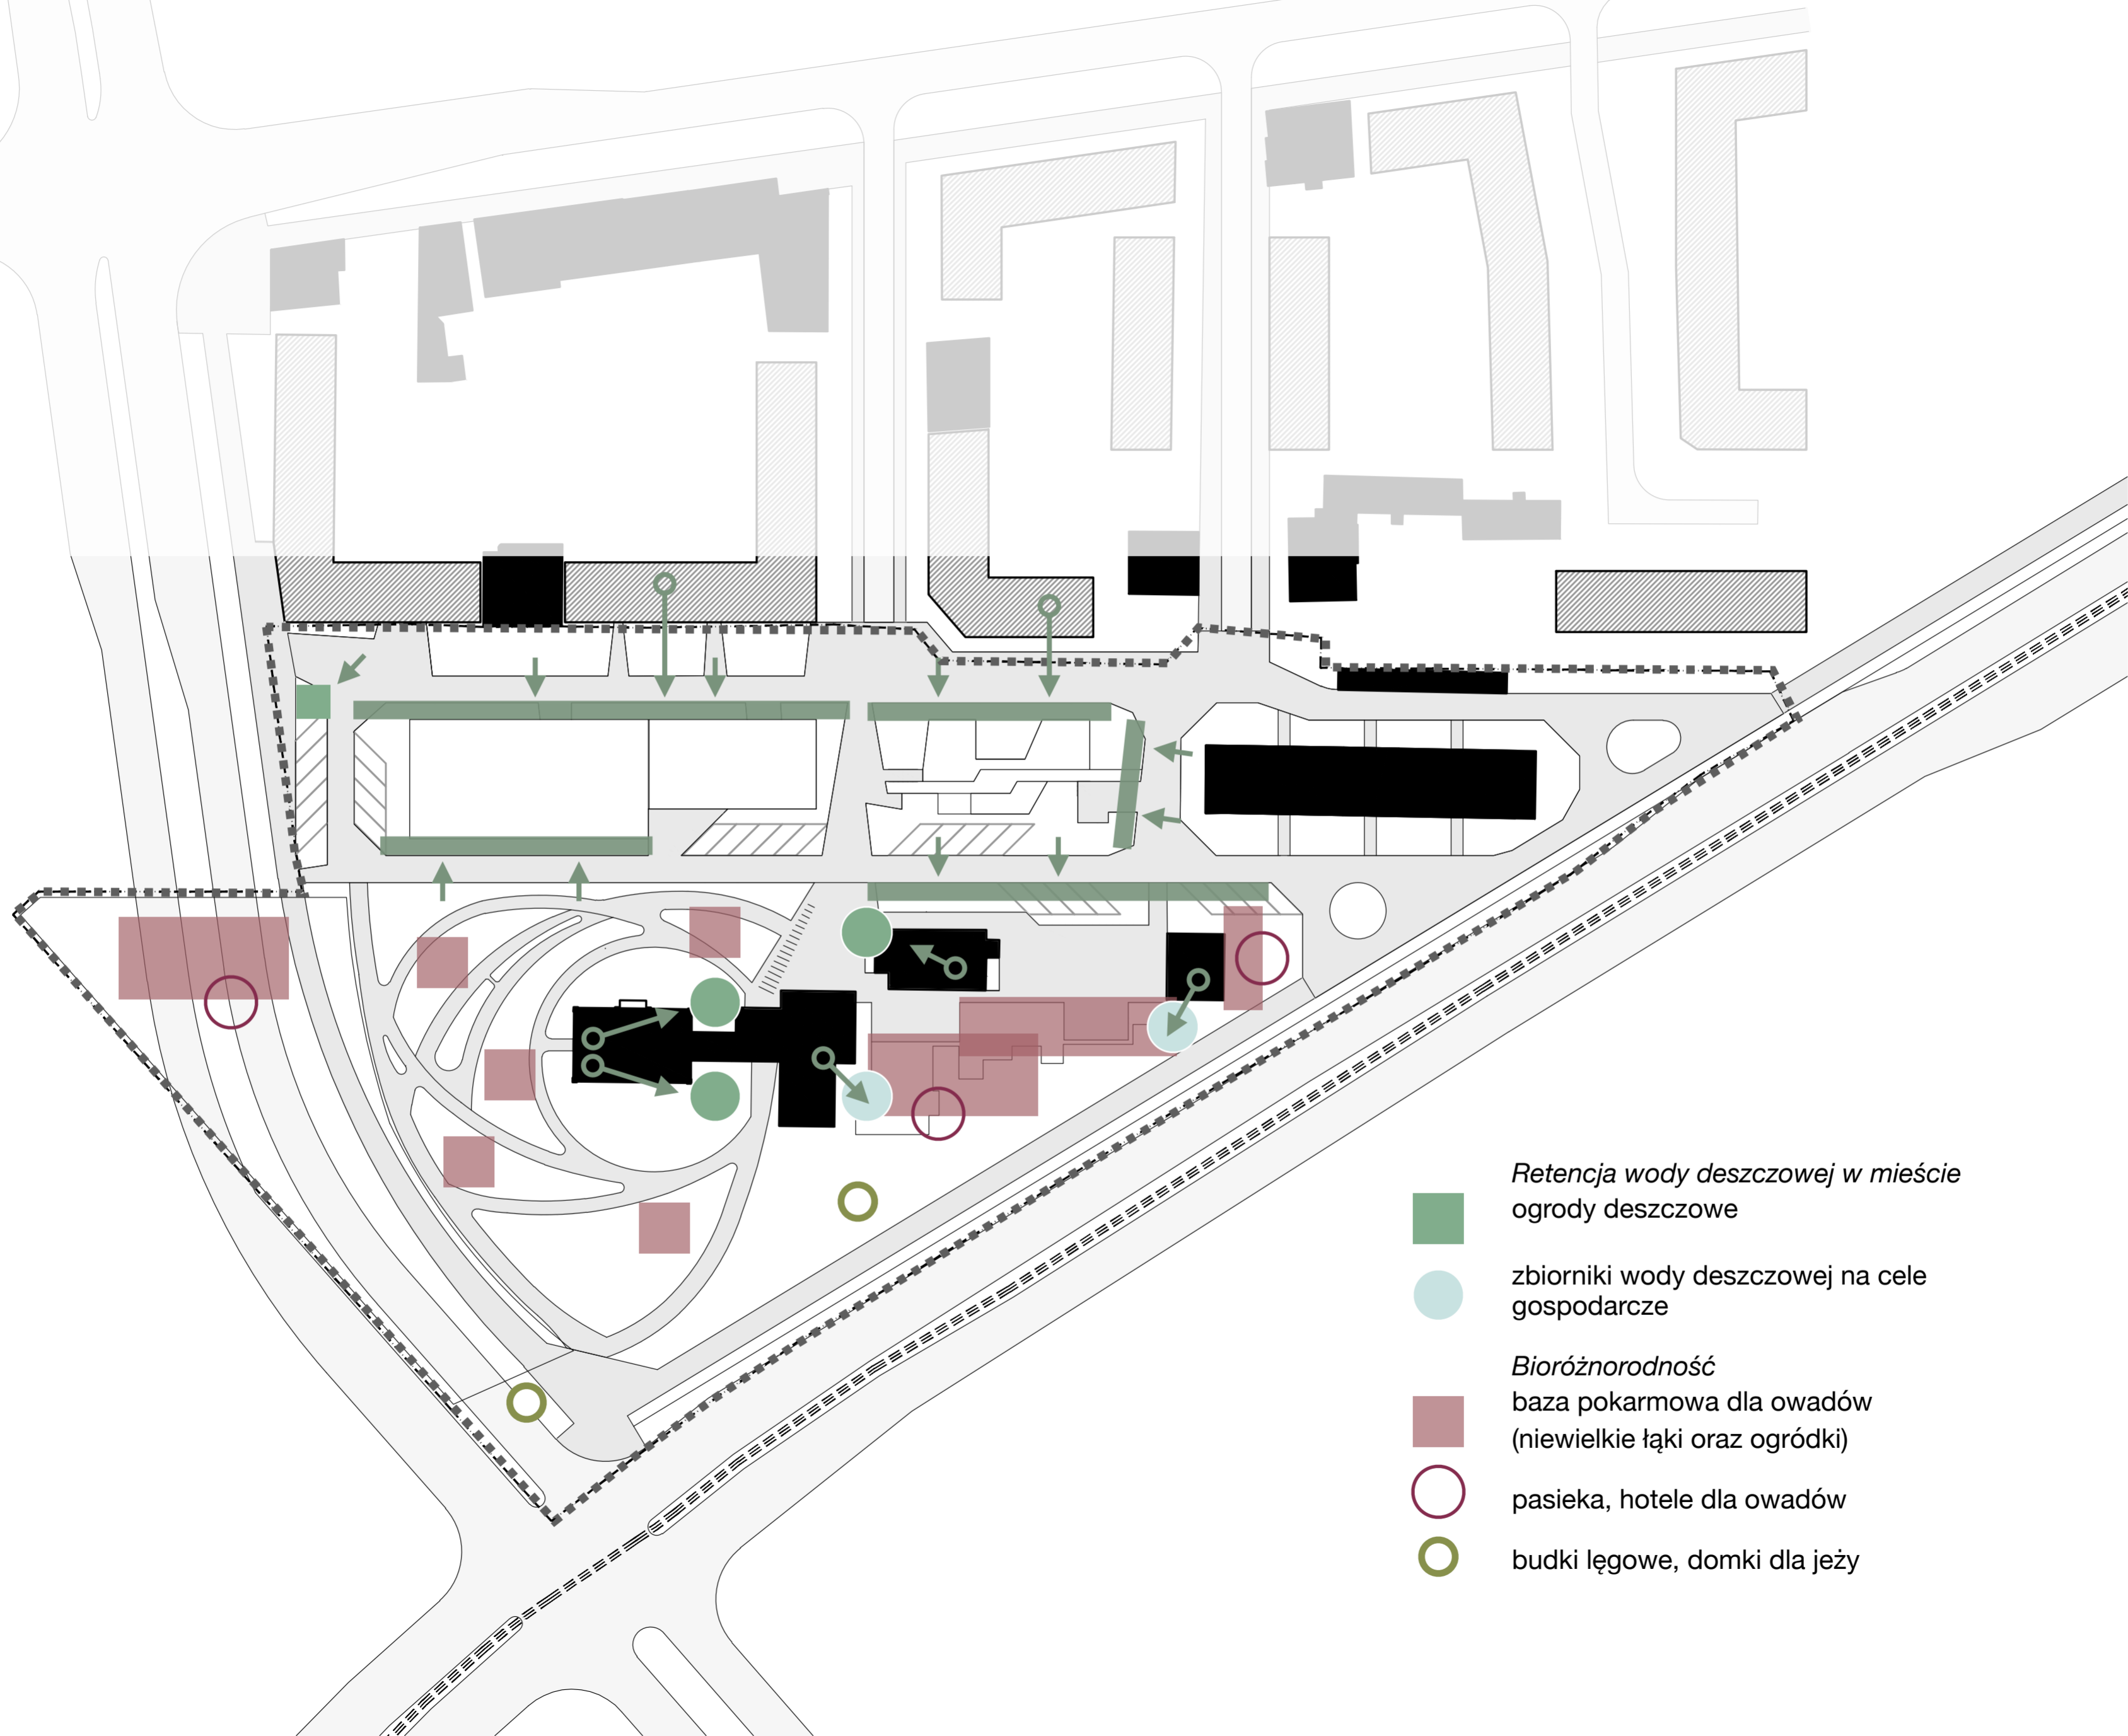 Retencja wody deszczowej w mieście
ogrody deszczowe
zbiorniki wody deszczowej na cele
gospodarcze
Bioróżnorodność
baza pokarmowa dla owadów
(niewielkie łąki oraz ogródki)
pasieka, hotele dla owadów
budki lęgowe, domki dla jeży